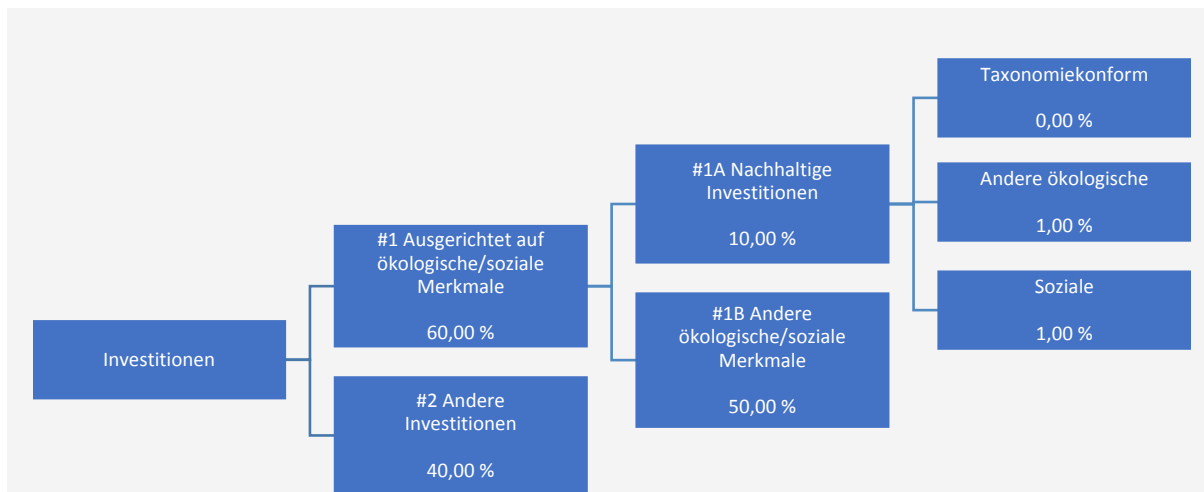 Investitionen
#1 Ausgerichtet auf
ökologische/soziale
Merkmale
60,00 %
#2 Andere
Investitionen
40,00 %
#1A Nachhaltige
Investitionen
10,00 %
#1B Andere
ökologische/soziale
Merkmale
50,00 %
Taxonomiekonform
0,00 %
Andere ökologische
1,00 %
Soziale
1,00 %